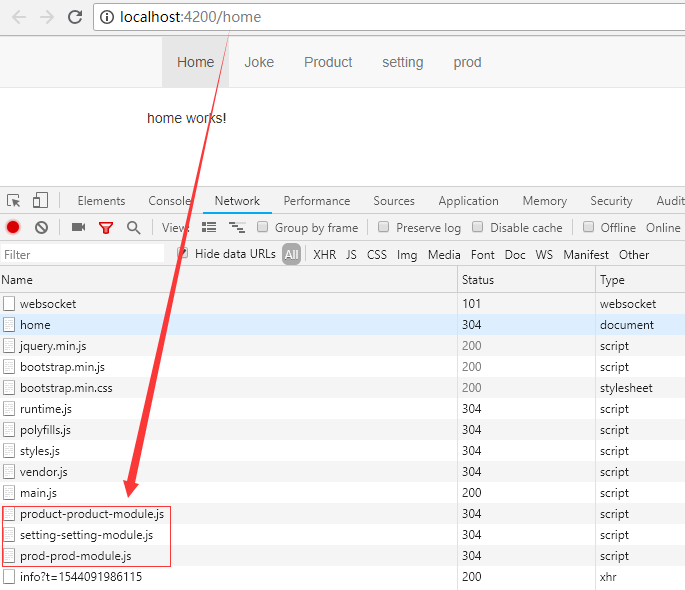 localhost:4200/home
Home Joke Product setting prod
home works!
Elements Console Network Performance Sources Application Memory Security Audit
View: Group by frame Preserve log Disable cache Offline Online
Filter Hide data URLs All XHR JS CSS Img Media Font Doc WS Manifest Other
Name Status Type
websocket 101 websocket
home 304 document
jquery.min.js 200 script
bootstrap.min.js 200 script
bootstrap.min.css 200 stylesheet
runtime.js 304 script
polyfills.js 304 script
styles.js 304 script
vendor.js 304 script
main.js 200 script
product-product-module.js 304 script
setting-setting-module.js 304 script
prod-prod-module.js 304 script
info?t=1544091986115 200 xhr